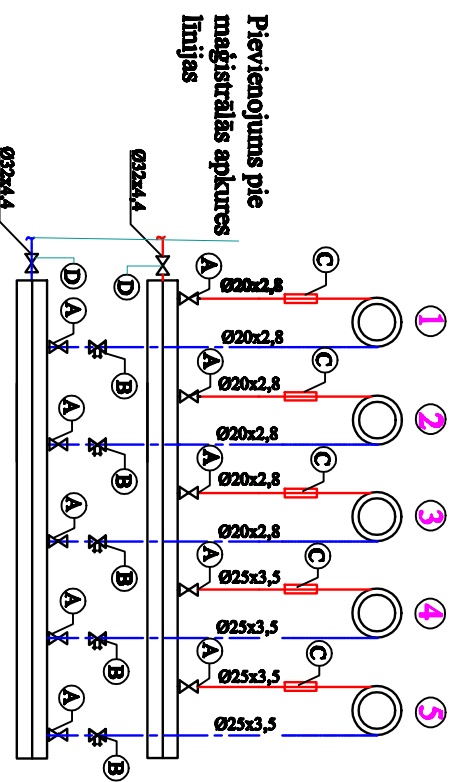 Pievienojums pie
maģistrālās apkures
līnijas
1
2
3
4
5
C
C
C
C
C
Ø20x2,8
Ø20x2,8
Ø20x2,8
Ø20x2,8
Ø20x2,8
Ø20x2,8
Ø25x3,5
Ø25x3,5
Ø25x3,5
Ø25x3,5
A
A
A
A
A
Ø32x4,4
D
B
B
B
B
B
A
A
A
A
A
D
Ø32x4,4